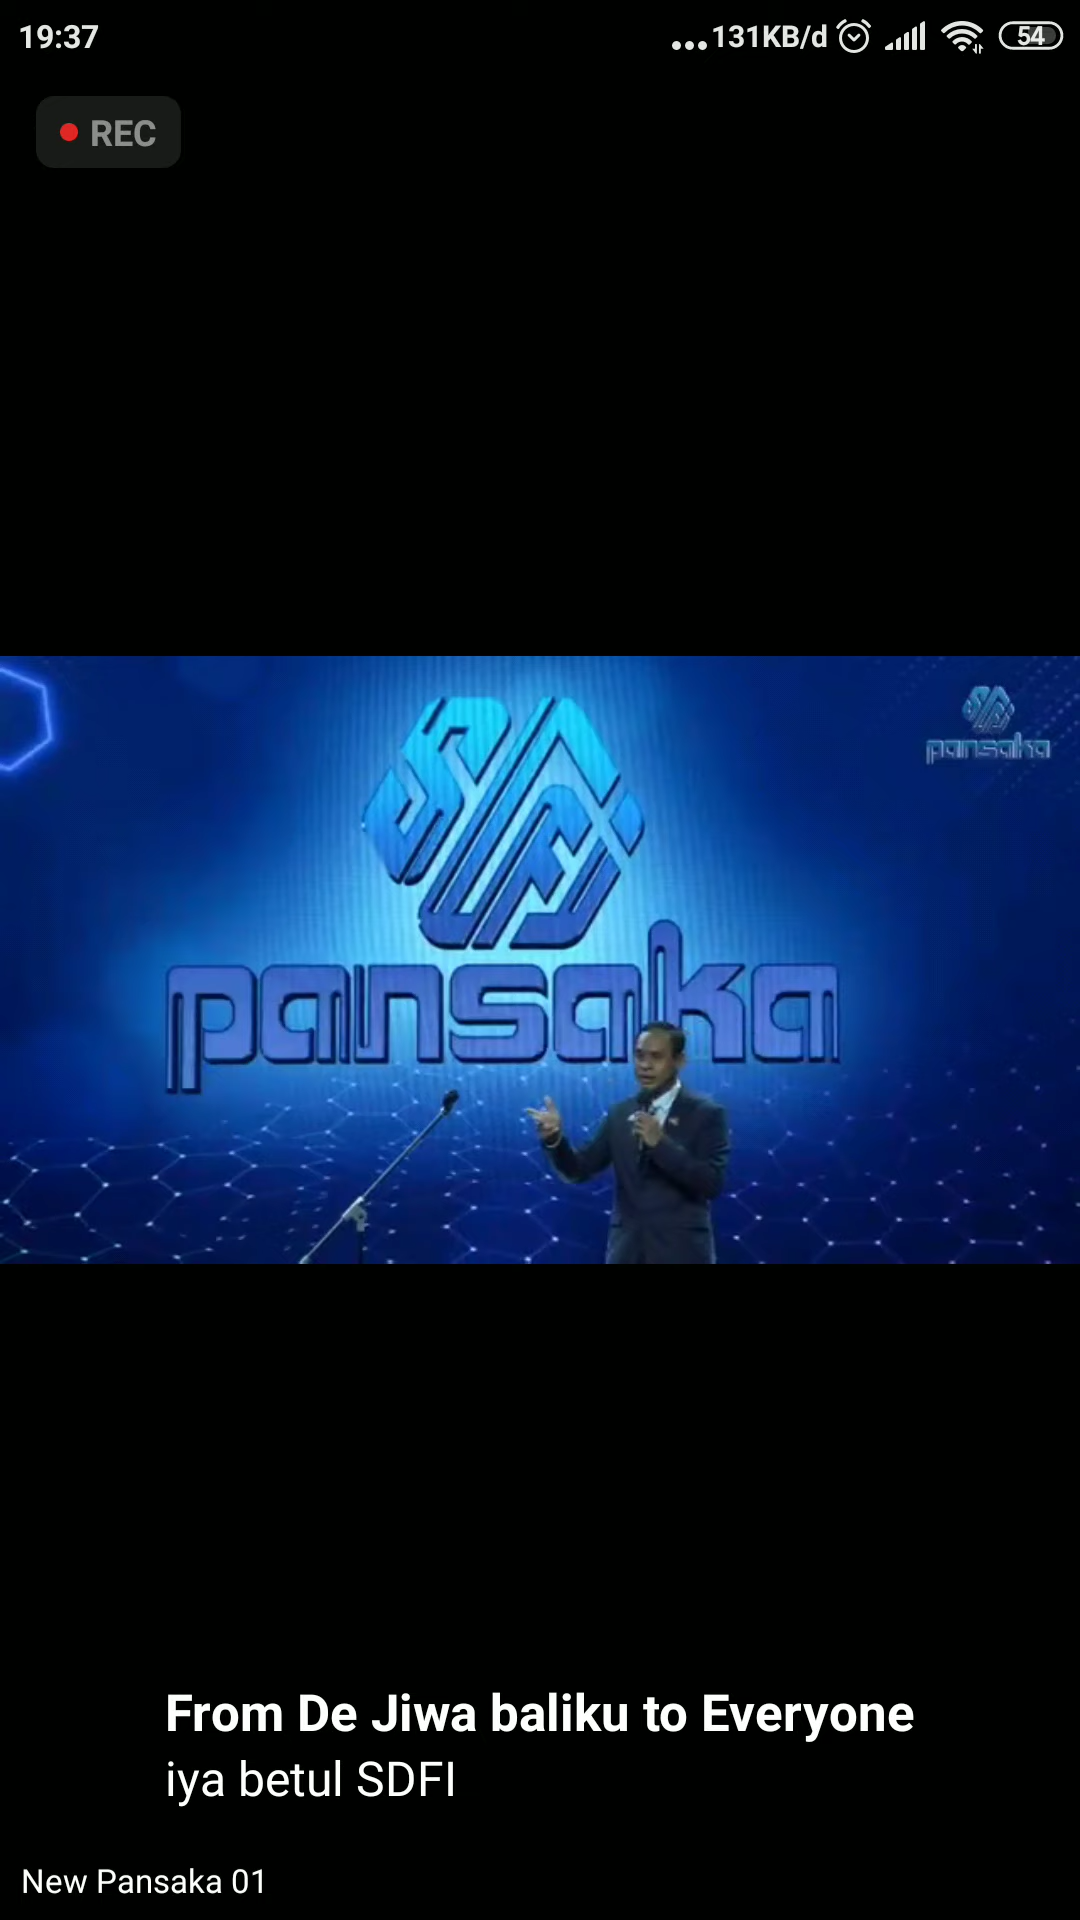 19:37
...131KB/d
54
REC
pansaka
pansaka
From De Jiwa baliku to Everyone
iya betul SDFI
New Pansaka 01